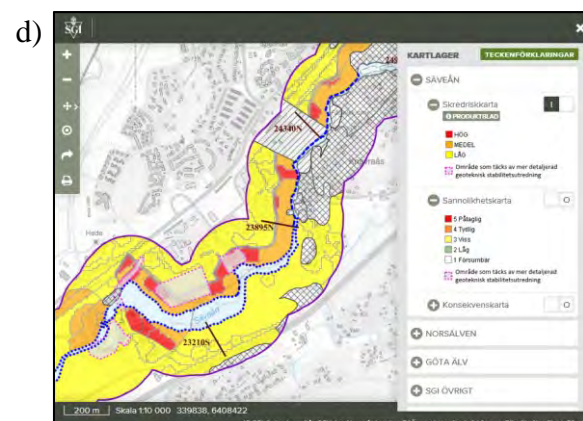 d)
SGI
KARTLAGER
TECKENFÖRKLARINGAR
SÄVEÅN
Skredriskkarta
PRODUKTBLAD
HÖG
MEDEL
LÅG
Område som täcks av mer detaljerad
geoteknisk stabilitetsutredning
Sannolikhetskarta
5 Påtaglig
4 Tydlig
3 Viss
2 Låg
1 Försumbar
Område som täcks av mer detaljerad
geoteknisk stabilitetsutredning
Konsekvenskarta
NORSÄLVEN
GÖTA ÄLV
SGI ÖVRIGT
24340N
23895N
23210S
Hede
Säveån
200 m
Skala 1:10 000
339838, 6408422